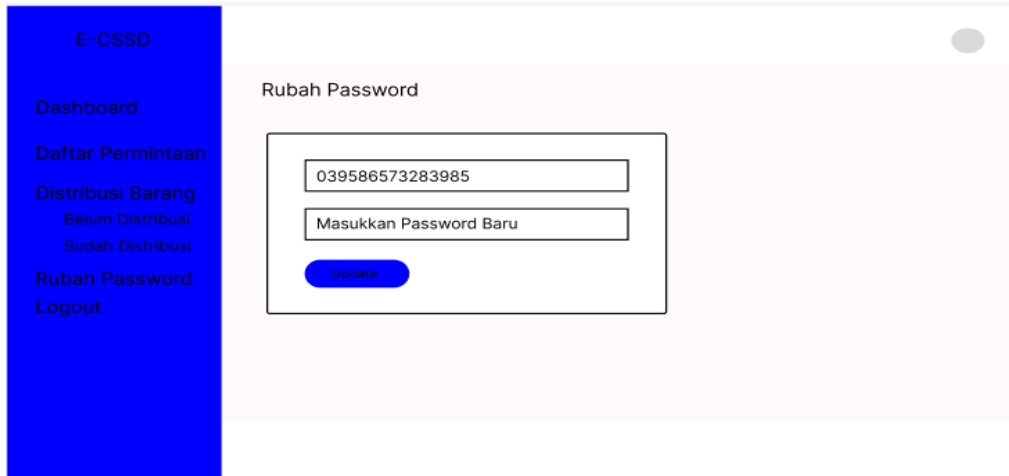 E-CSSD
Dashboard
Daftar Permintaan
Distribusi Barang
Belum Distribusi
Sudah Distribusi
Rubah Password
Logout
Rubah Password
039586573283985
Masukkan Password Baru
Update